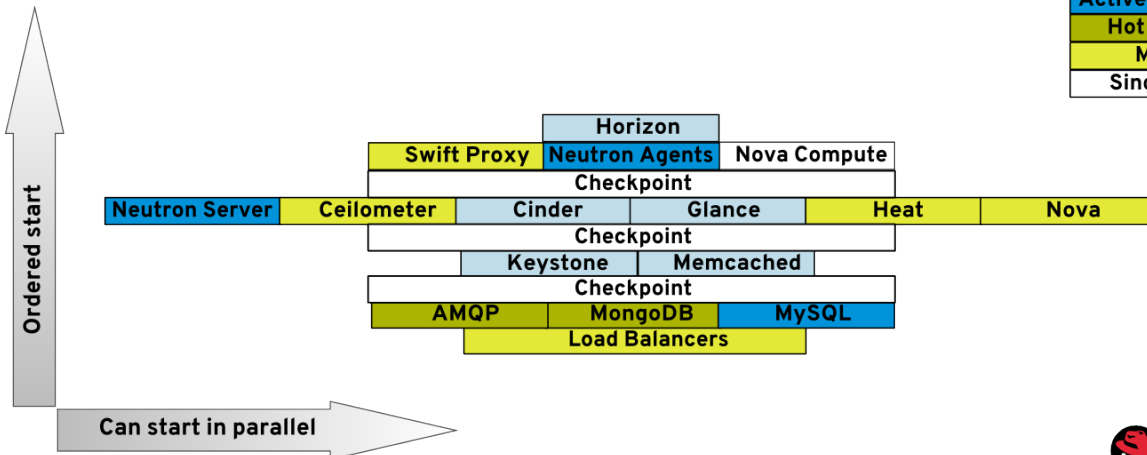 Active
Hot
Horizon
Swift Proxy Neutron Agents Nova Compute
Checkpoint
Neutron Server Ceilometer Cinder Glance Heat Nova
Checkpoint
Keystone Memcached
Checkpoint
AMQP MongoDB MySQL
Load Balancers
Ordered start
Can start in parallel